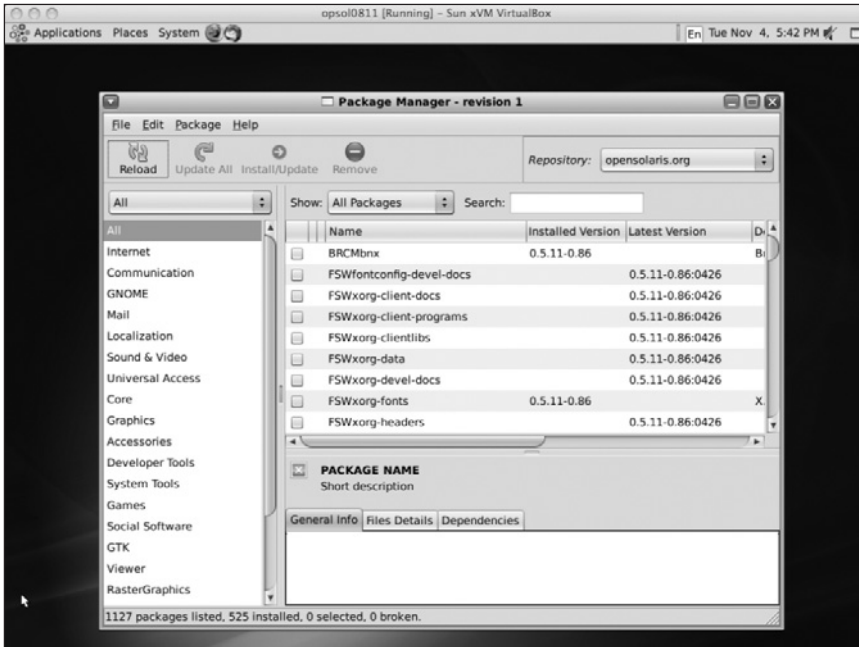 opsol0811 [Running] – Sun xVM VirtualBox
Applications Places System En Tue Nov 4, 5:42 PM
Package Manager - revision 1
File Edit Package Help
Reload Update All Install/Update Remove Repository: opensolaris.org
All Show: All Packages Search:
Name Installed Version Latest Version
All
Internet
Communication
GNOME
Mail
Localization
Sound & Video
Universal Access
Core
Graphics
Accessories
Developer Tools
System Tools
Games
Social Software
GTK
Viewer
RasterGraphics
BRCMbnx 0.5.11-0.86
FSWfontconfig-devel-docs 0.5.11-0.86:0426
FSWxorg-client-docs 0.5.11-0.86:0426
FSWxorg-client-programs 0.5.11-0.86:0426
FSWxorg-clientlibs 0.5.11-0.86:0426
FSWxorg-data 0.5.11-0.86:0426
FSWxorg-devel-docs 0.5.11-0.86:0426
FSWxorg-fonts 0.5.11-0.86 X.
FSWxorg-headers 0.5.11-0.86:0426
PACKAGE NAME
Short description
General Info Files Details Dependencies
1127 packages listed, 525 installed, 0 selected, 0 broken.